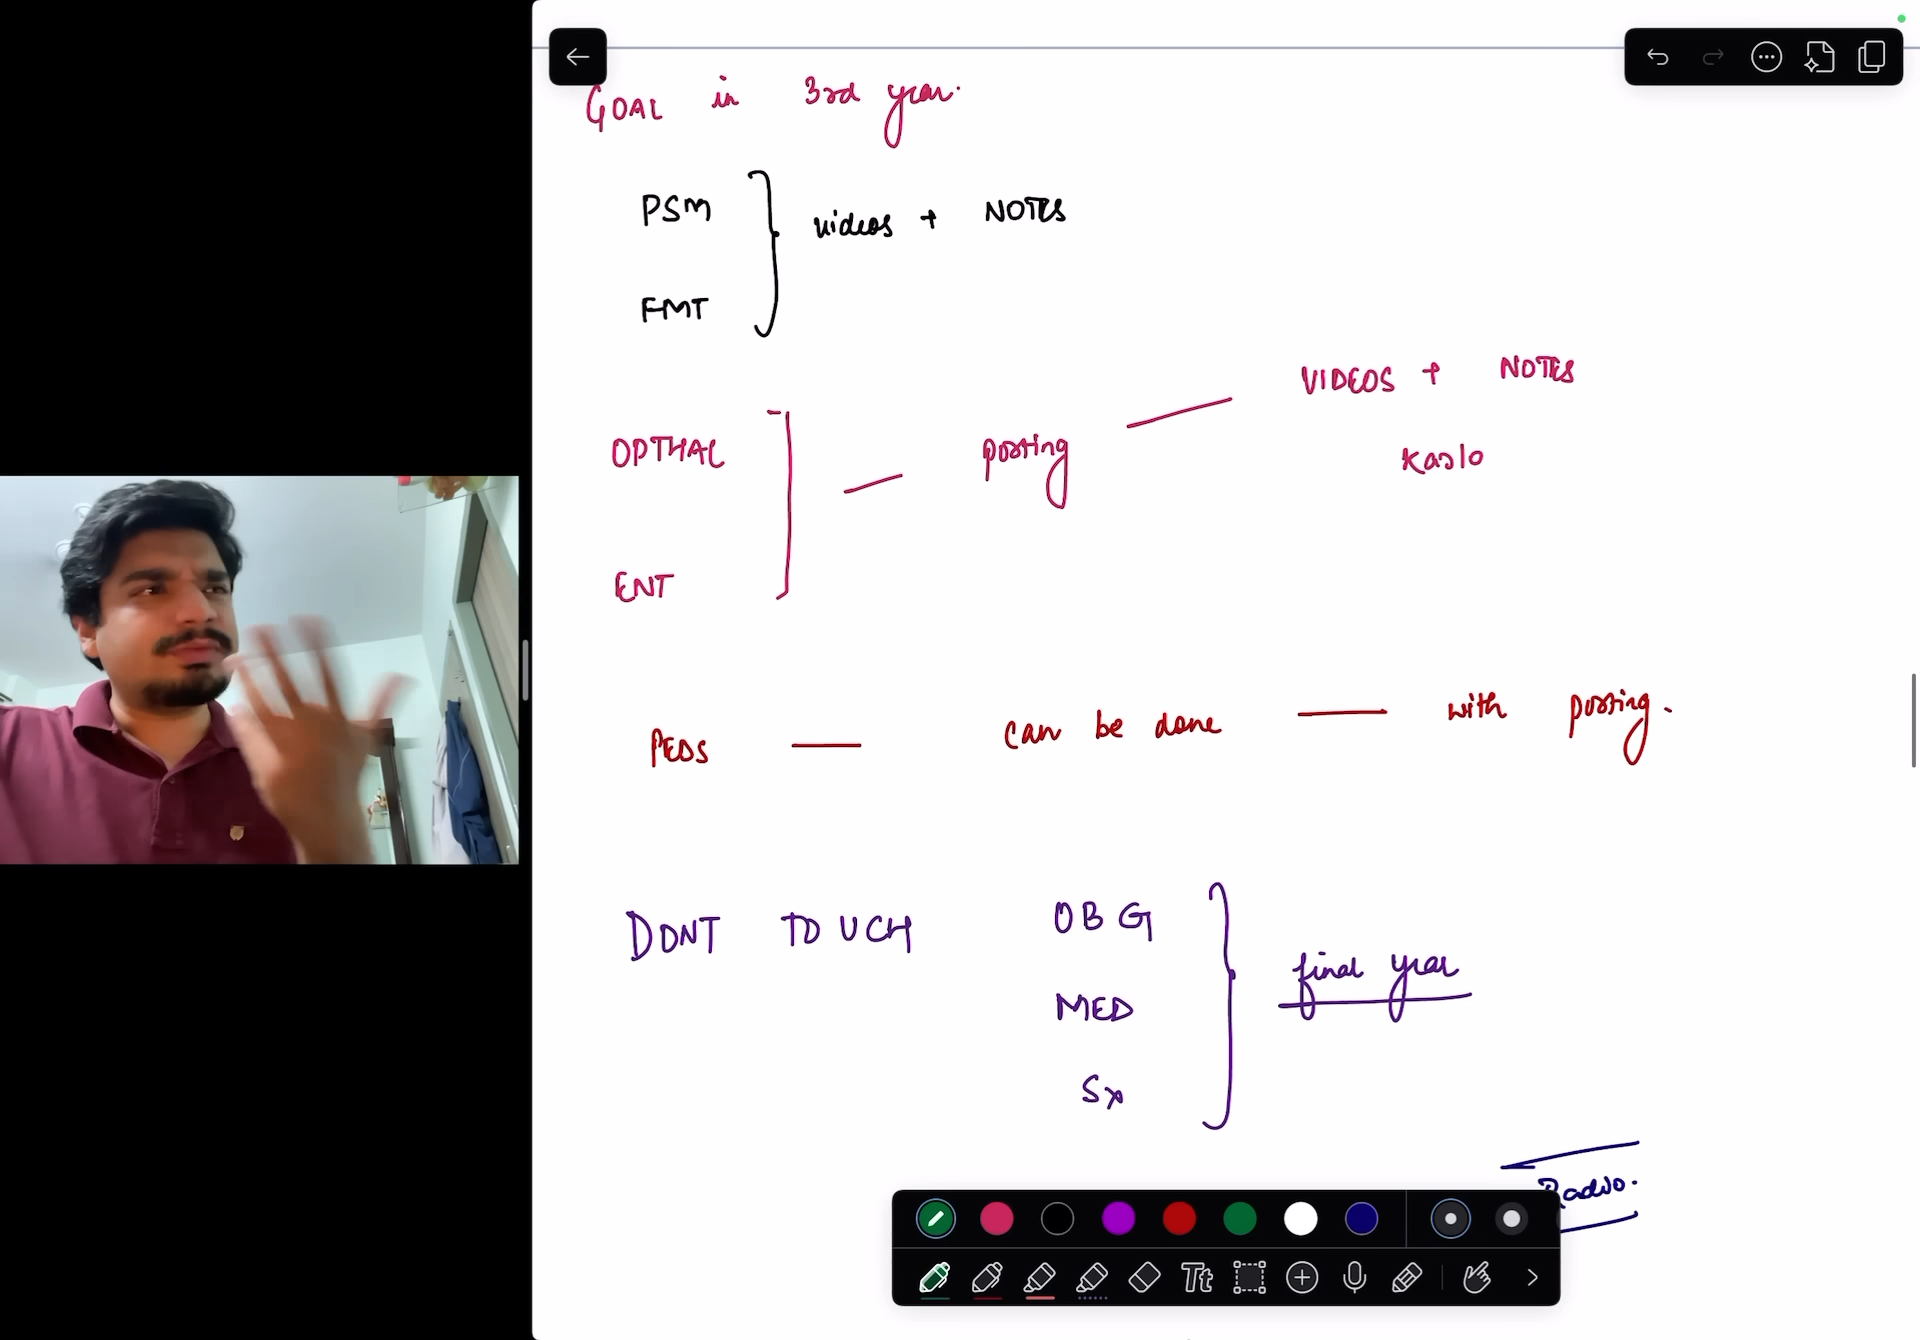 GOAL in 3rd year.
PSM
videos + NOTES
FMT
VIDEOS + NOTES
OPTHAL
posting
Karlo
ENT
PEDS — can be done — with posting.
DONT TOUCH
OBG
final year
MED
Sx
Radio.
Tt